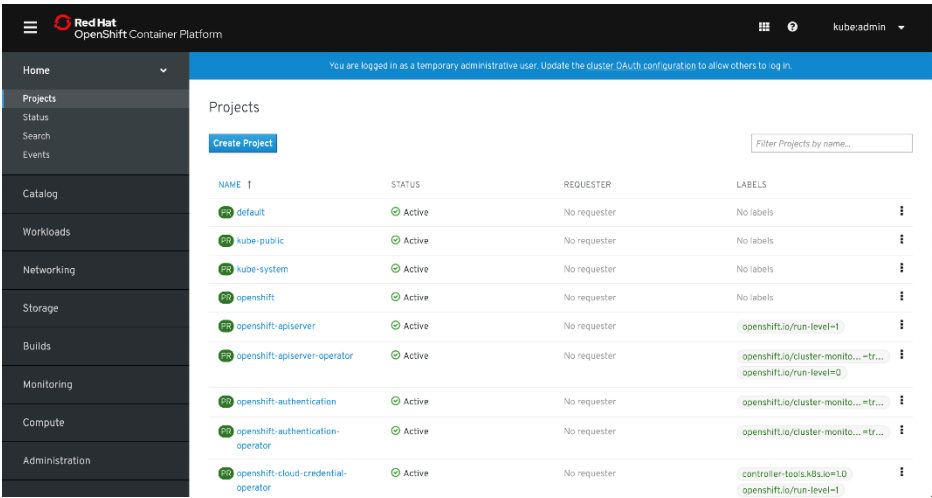 Red Hat
OpenShift Container Platform
kube:admin
Home
You are logged in as a temporary administrative user. Update the cluster OAuth configuration to allow others to log in.
Projects
Status
Search
Events
Catalog
Workloads
Networking
Storage
Builds
Monitoring
Compute
Administration
Projects
Create Project
Filter Projects by name...
NAME ↑ STATUS REQUESTER LABELS
PR default Active No requester No labels
PR kube-public Active No requester No labels
PR kube-system Active No requester No labels
PR openshift Active No requester No labels
PR openshift-apiserver Active No requester openshift.io/run-level=1
PR openshift-apiserver-operator Active No requester openshift.io/cluster-monito... =tr...
openshift.io/run-level=0
PR openshift-authentication Active No requester openshift.io/cluster-monito... =tr...
PR openshift-authentication- Active No requester openshift.io/cluster-monito... =tr...
operator
PR openshift-cloud-credential- Active No requester controller-tools.k8s.io=1.0
operator openshift.io/run-level=1